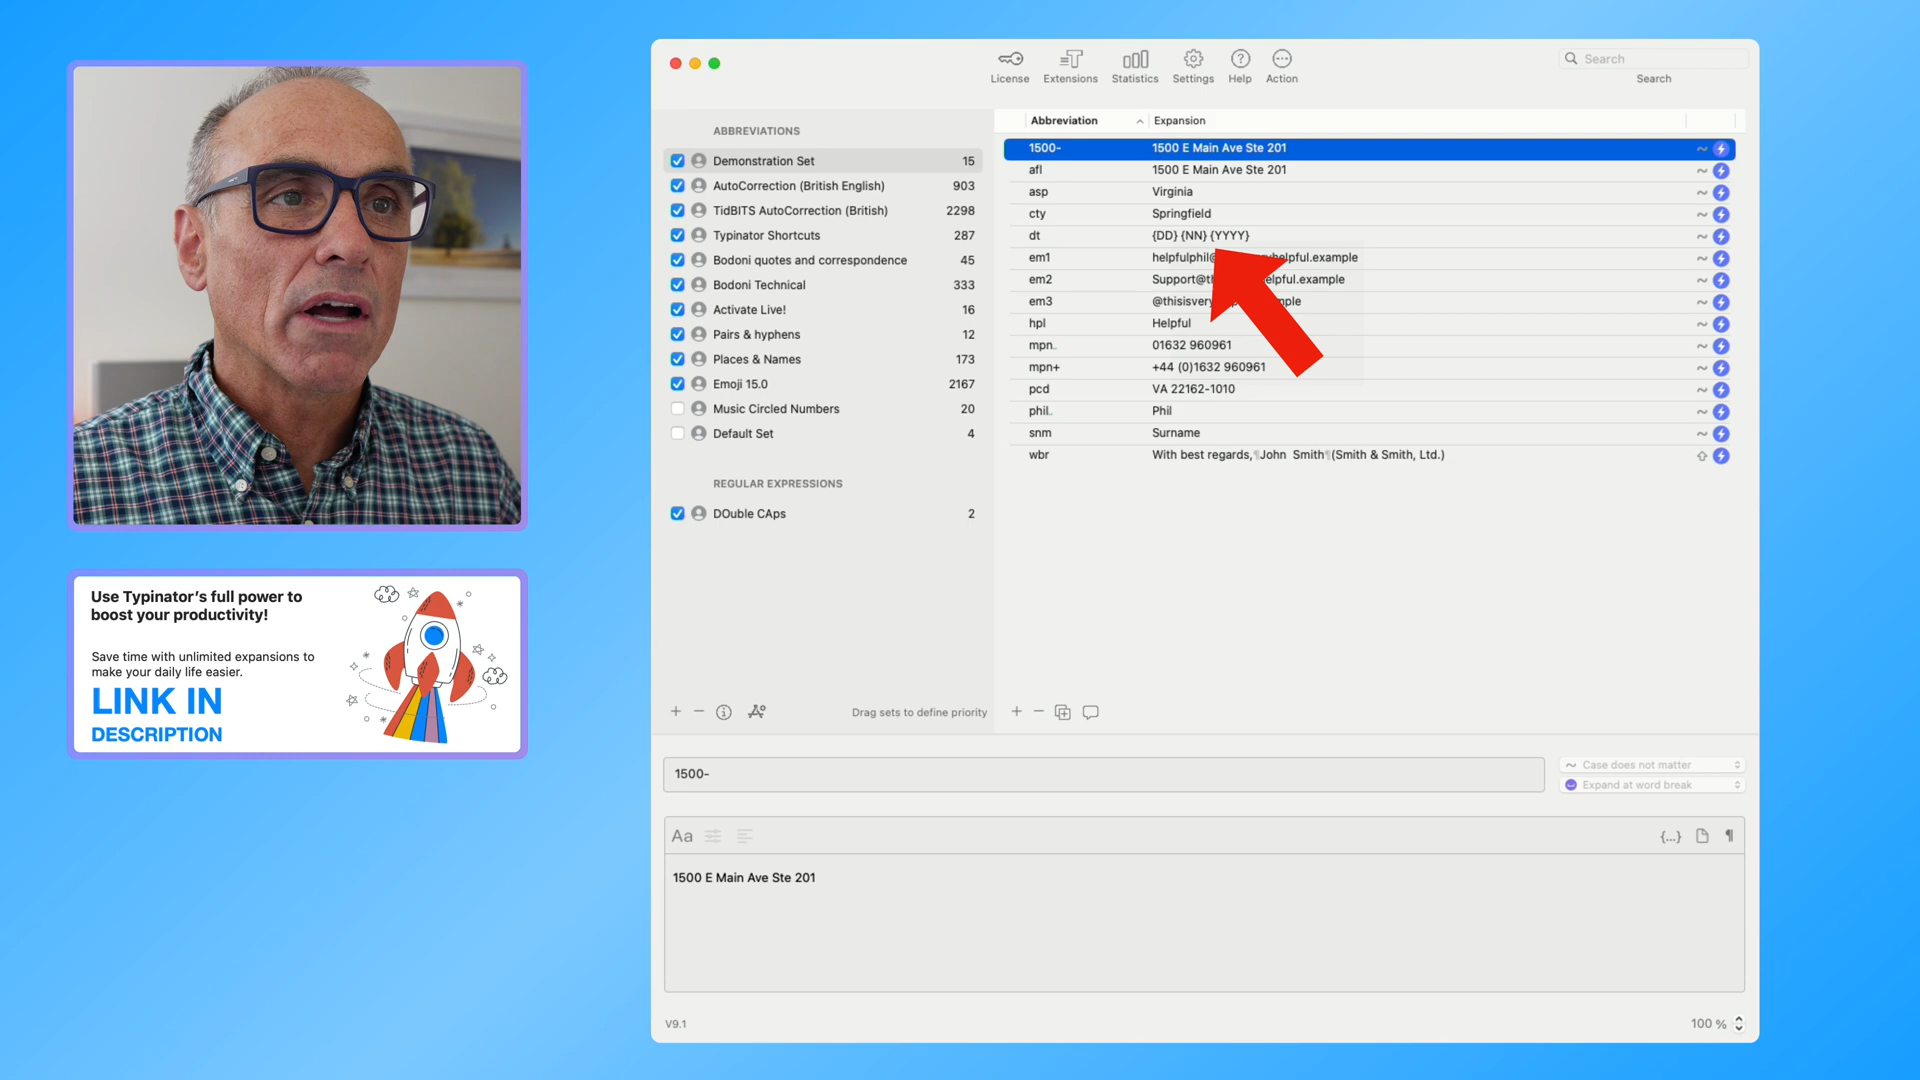 License
Extensions
Statistics
Settings
Help
Action
Search
Search
ABBREVIATIONS
Demonstration Set 15
AutoCorrection (British English) 903
TidBITS AutoCorrection (British) 2298
Typinator Shortcuts 287
Bodoni quotes and correspondence 45
Bodoni Technical 333
Activate Live! 16
Pairs & hyphens 12
Places & Names 173
Emoji 15.0 2167
Music Circled Numbers 20
Default Set 4
REGULAR EXPRESSIONS
DOuble CAps 2
Drag sets to define priority
Abbreviation Expansion
1500- 1500 E Main Ave Ste 201
afl 1500 E Main Ave Ste 201
asp Virginia
cty Springfield
dt {DD} {NN} {YYYY}
em1 helpfulphil@ helpful.example
em2 Support@ elpful.example
em3 @thisisvery
hpl Helpful
mpn 01632 960961
mpn+ +44 (0)1632 960961
pcd VA 22162-1010
phil Phil
snm Surname
wbr With best regards,¶John Smith¶(Smith & Smith, Ltd.)
1500-
~ Case does not matter
Expand at word break
Aa
{...}
¶
1500 E Main Ave Ste 201
V9.1
100 %
Use Typinator's full power to
boost your productivity!
Save time with unlimited expansions to
make your daily life easier.
LINK IN
DESCRIPTION